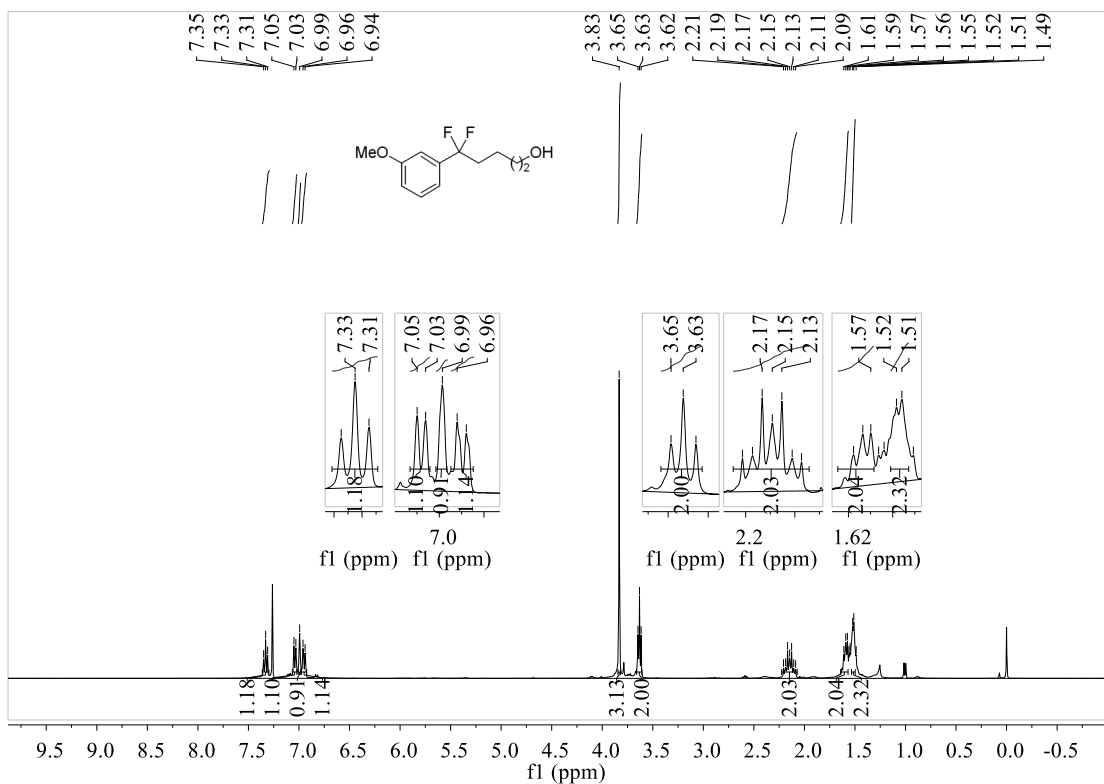 7.35 7.33 7.31 7.05 7.03 6.99 6.96 6.94 3.83 3.65 3.63 3.62 2.21 2.19 2.17 2.15 2.13 2.11 2.09 1.61 1.59 1.57 1.56 1.55 1.52 1.51 1.49
F F
MeO ( )2 OH
7.33 7.31 7.05 7.03 6.99 6.96 3.65 3.63 2.17 2.15 2.13 1.57 1.52 1.51
1.18 1.10 0.91 1.14 2.00 2.03 2.04 2.32
7.0 2.2 1.62
f1 (ppm) f1 (ppm) f1 (ppm) f1 (ppm) f1 (ppm)
1.18 1.10 0.91 1.14 3.13 2.00 2.03 2.04 2.32
9.5 9.0 8.5 8.0 7.5 7.0 6.5 6.0 5.5 5.0 4.5 4.0 3.5 3.0 2.5 2.0 1.5 1.0 0.5 0.0 -0.5
f1 (ppm)